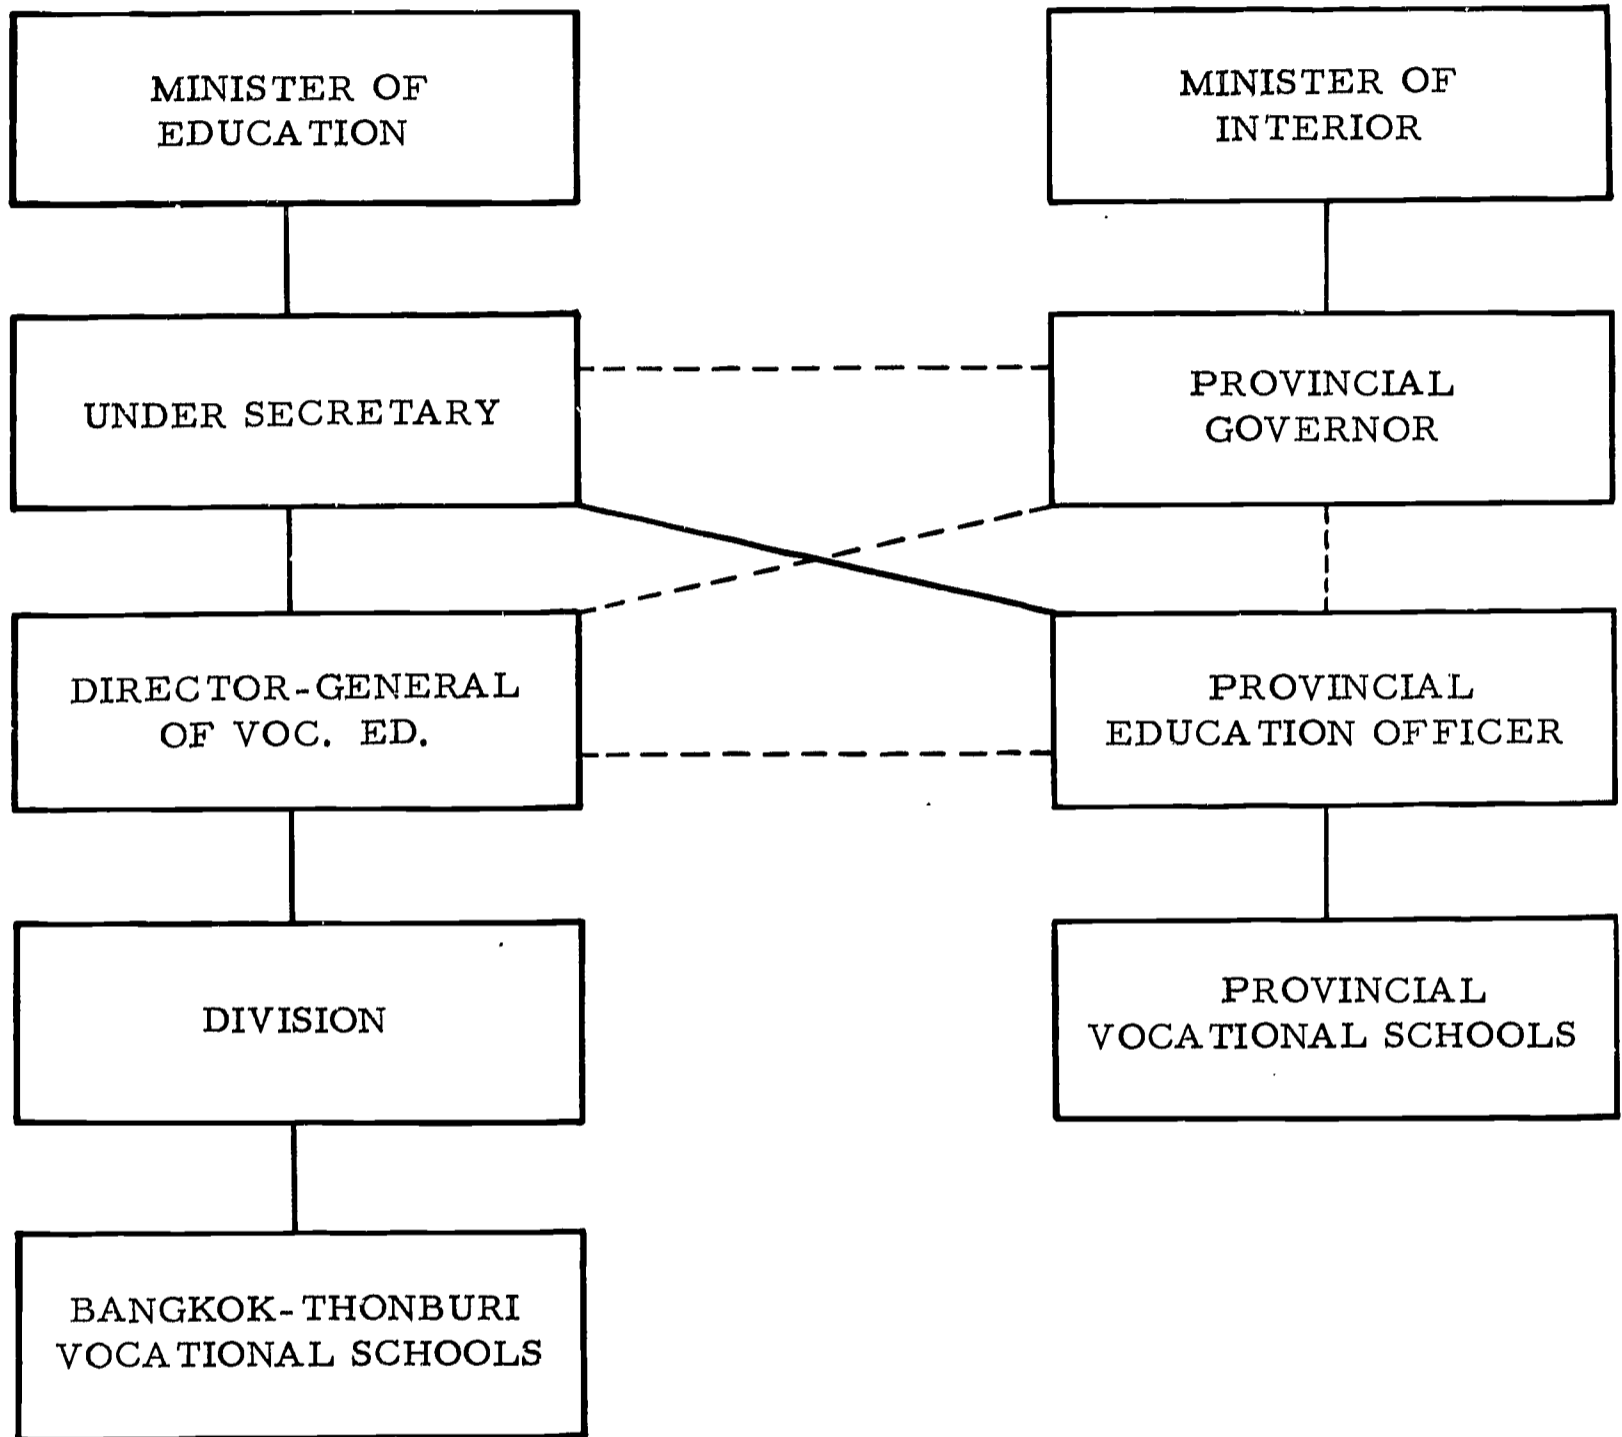 MINISTER OF
EDUCATION
MINISTER OF
INTERIOR
UNDER SECRETARY
PROVINCIAL
GOVERNOR
DIRECTOR-GENERAL
OF VOC. ED.
PROVINCIAL
EDUCATION OFFICER
DIVISION
PROVINCIAL
VOCATIONAL SCHOOLS
BANGKOK-THONBURI
VOCATIONAL SCHOOLS